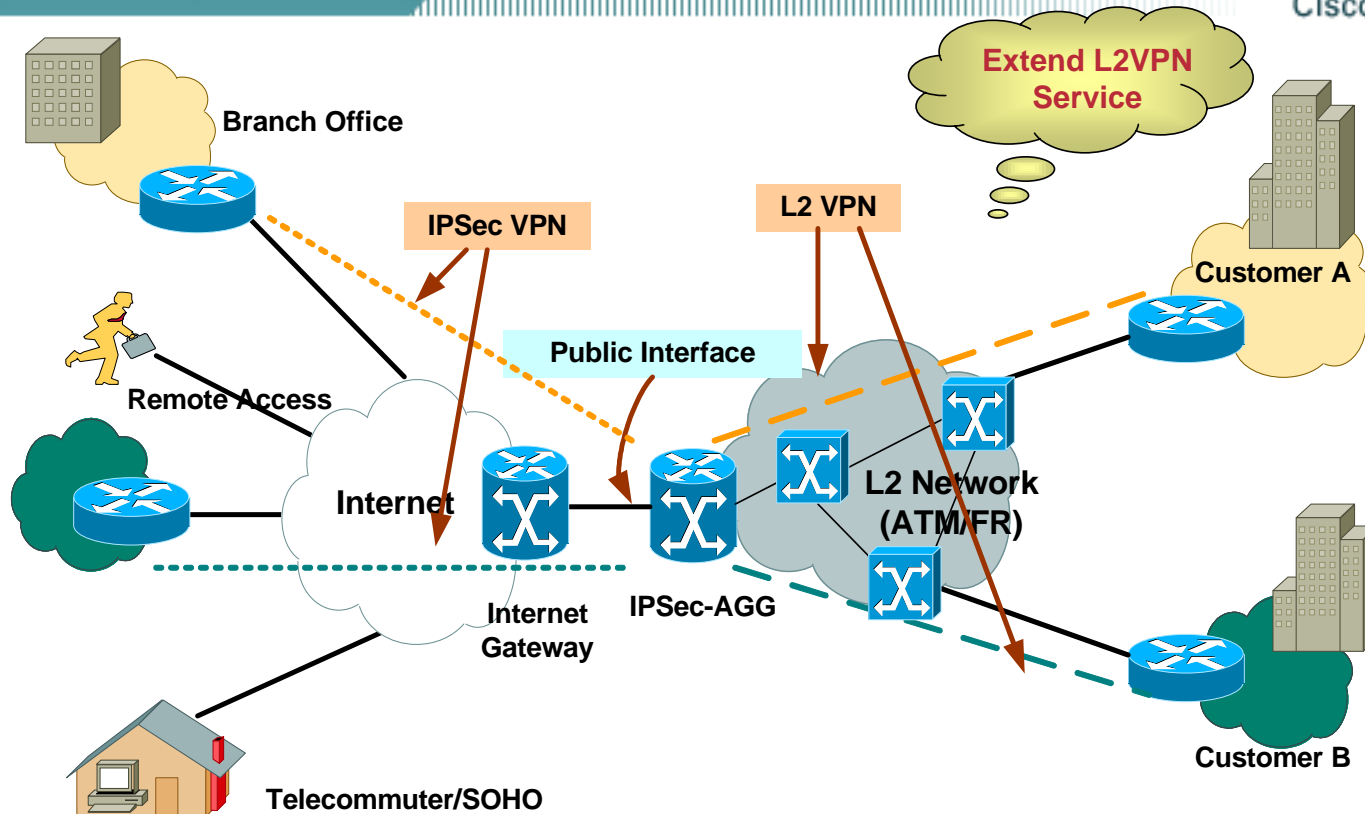 Cisco
Extend L2VPN
Service
Branch Office
IPSec VPN
L2 VPN
Customer A
Public Interface
Remote Access
Internet
L2 Network
(ATM/FR)
Internet
Gateway
IPSec-AGG
Customer B
Telecommuter/SOHO